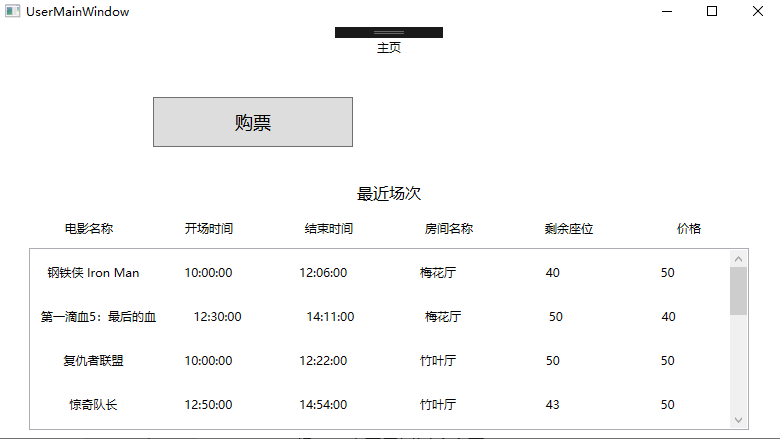 UserMainWindow
主页
购票
最近场次
电影名称 开场时间 结束时间 房间名称 剩余座位 价格
钢铁侠 Iron Man 10:00:00 12:06:00 梅花厅 40 50
第一滴血5：最后的血 12:30:00 14:11:00 梅花厅 50 40
复仇者联盟 10:00:00 12:22:00 竹叶厅 50 50
惊奇队长 12:50:00 14:54:00 竹叶厅 43 50